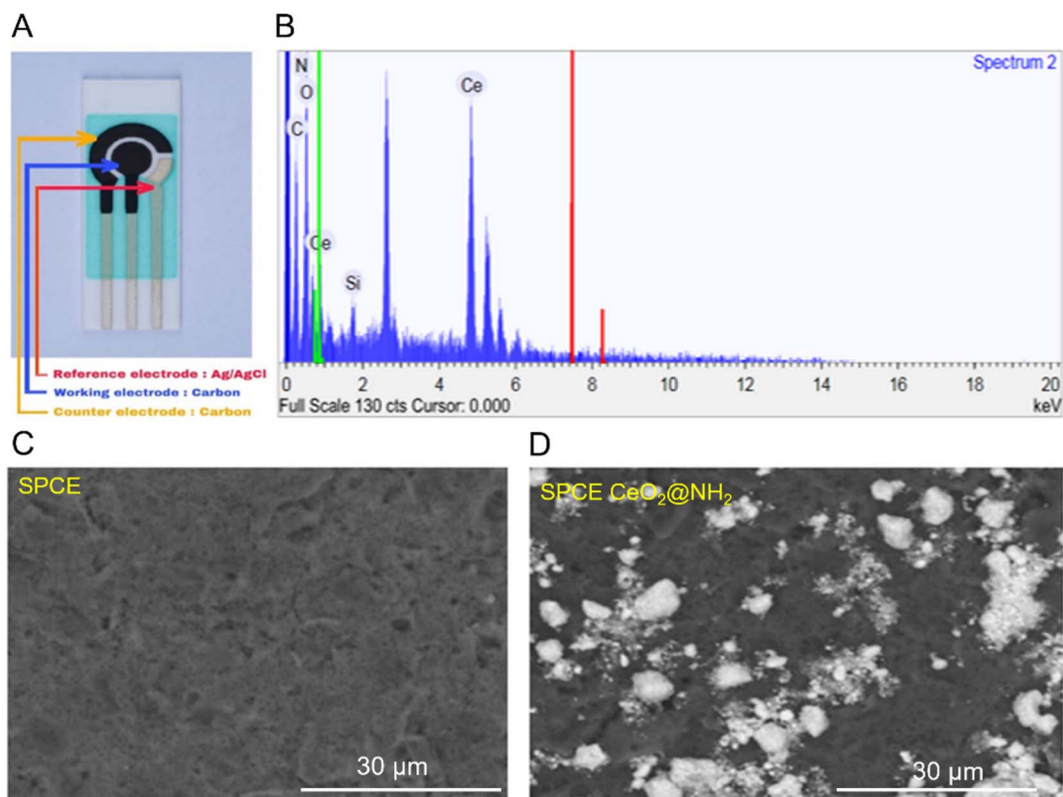 A
Reference electrode : Ag/AgCl
Working electrode : Carbon
Counter electrode : Carbon
B
Spectrum 2
N
O
C
Ce
Si
Ce
0 2 4 6 8 10 12 14 16 18 20
Full Scale 130 cts Cursor: 0.000 keV
C
SPCE
30 µm
D
SPCE CeO₂@NH₂
30 µm